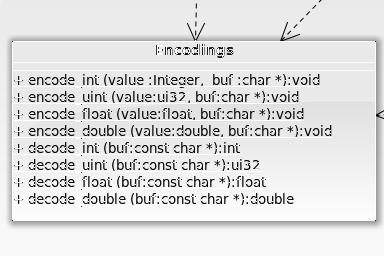 Encodings
+ encode_int (value :Integer, buf :char *):void
+ encode_uint (value:ui32, buf:char *):void
+ encode_float (value:float, buf:char *):void
+ encode_double (value:double, buf:char *):void
+ decode_int (buf:const char *):int
+ decode_uint (buf:const char *):ui32
+ decode_float (buf:const char *):float
+ decode_double (buf:const char *):double